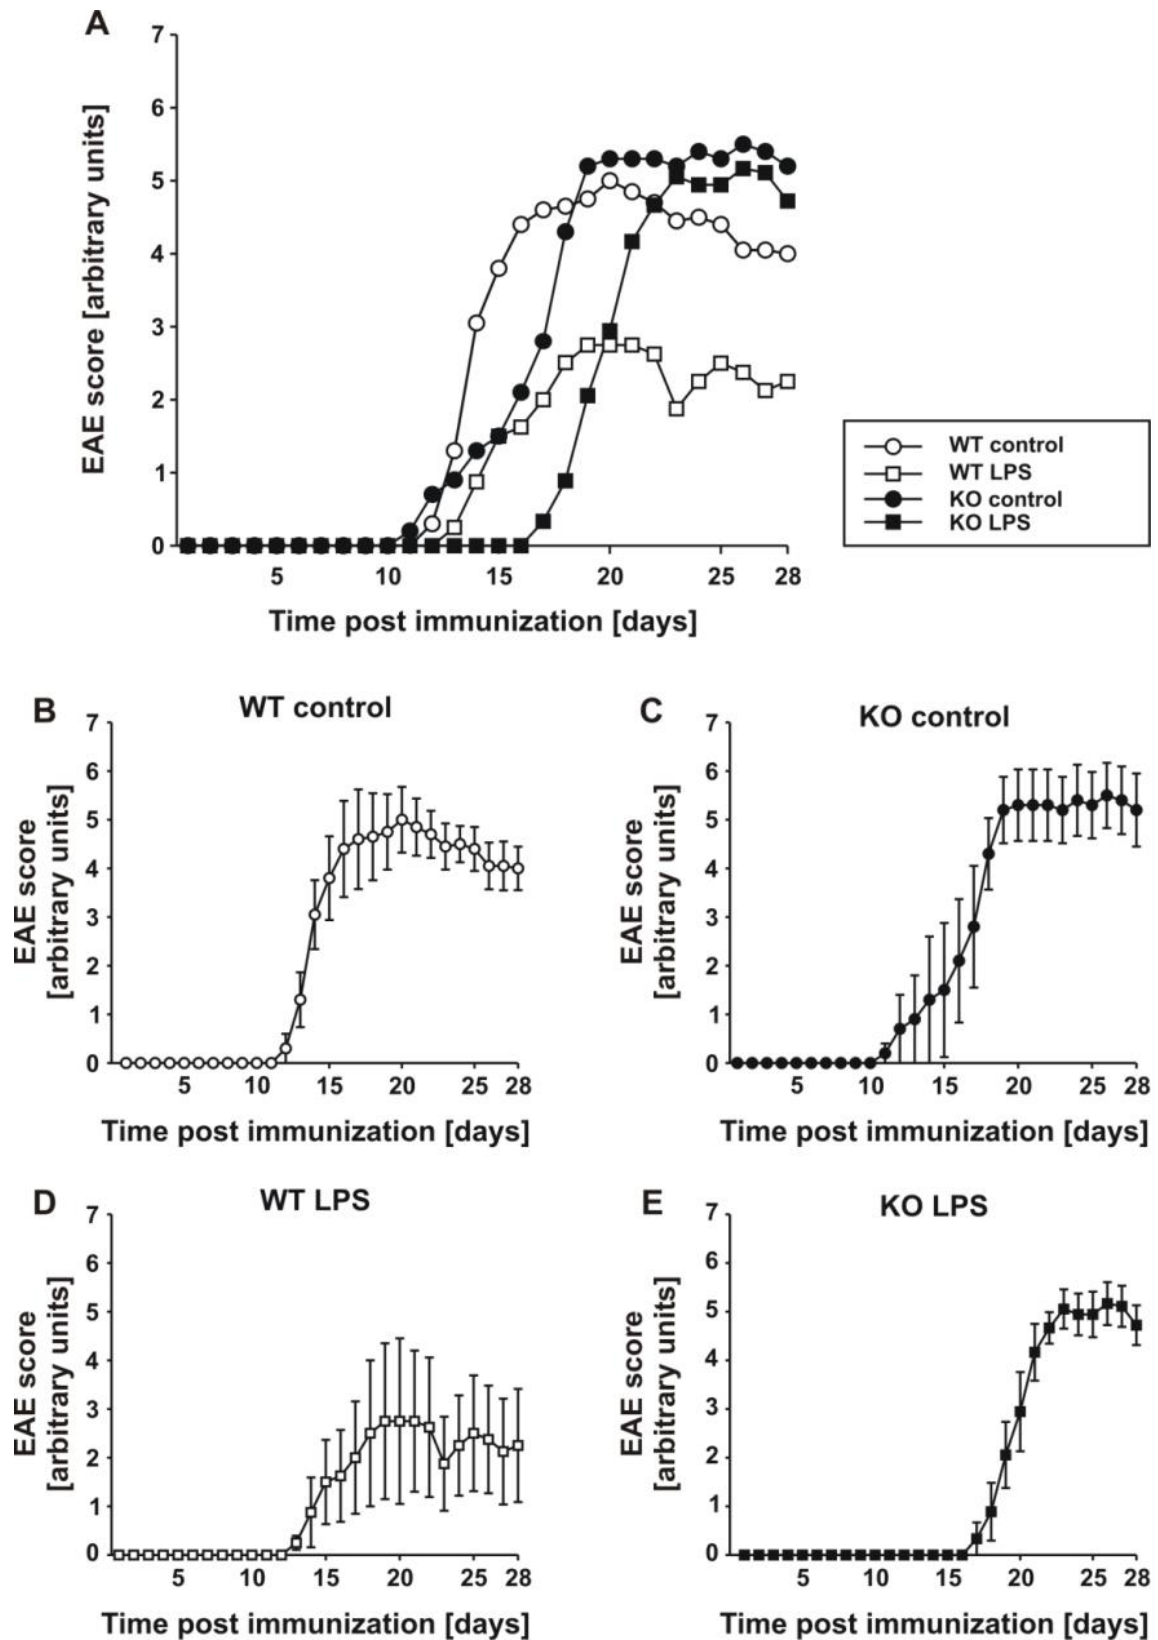 A
EAE score [arbitrary units]
7
6
5
4
3
2
1
0
5 10 15 20 25 28
Time post immunization [days]
WT control
WT LPS
KO control
KO LPS
B
WT control
EAE score
[arbitrary units]
7
6
5
4
3
2
1
0
5 10 15 20 25 28
Time post immunization [days]
C
KO control
EAE score
[arbitrary units]
7
6
5
4
3
2
1
0
5 10 15 20 25 28
Time post immunization [days]
D
WT LPS
EAE score
[arbitrary units]
7
6
5
4
3
2
1
0
5 10 15 20 25 28
Time post immunization [days]
E
KO LPS
EAE score
[arbitrary units]
7
6
5
4
3
2
1
0
5 10 15 20 25 28
Time post immunization [days]